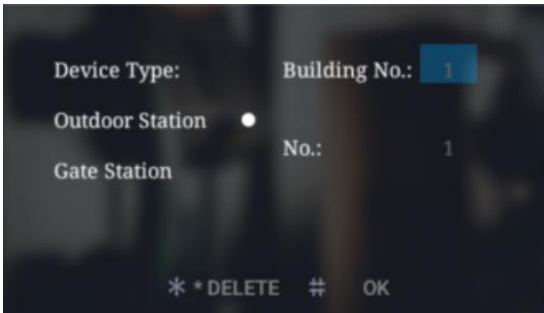 Device Type:
Outdoor Station
Gate Station
Building No.: 1
No.: 1
* * DELETE # OK